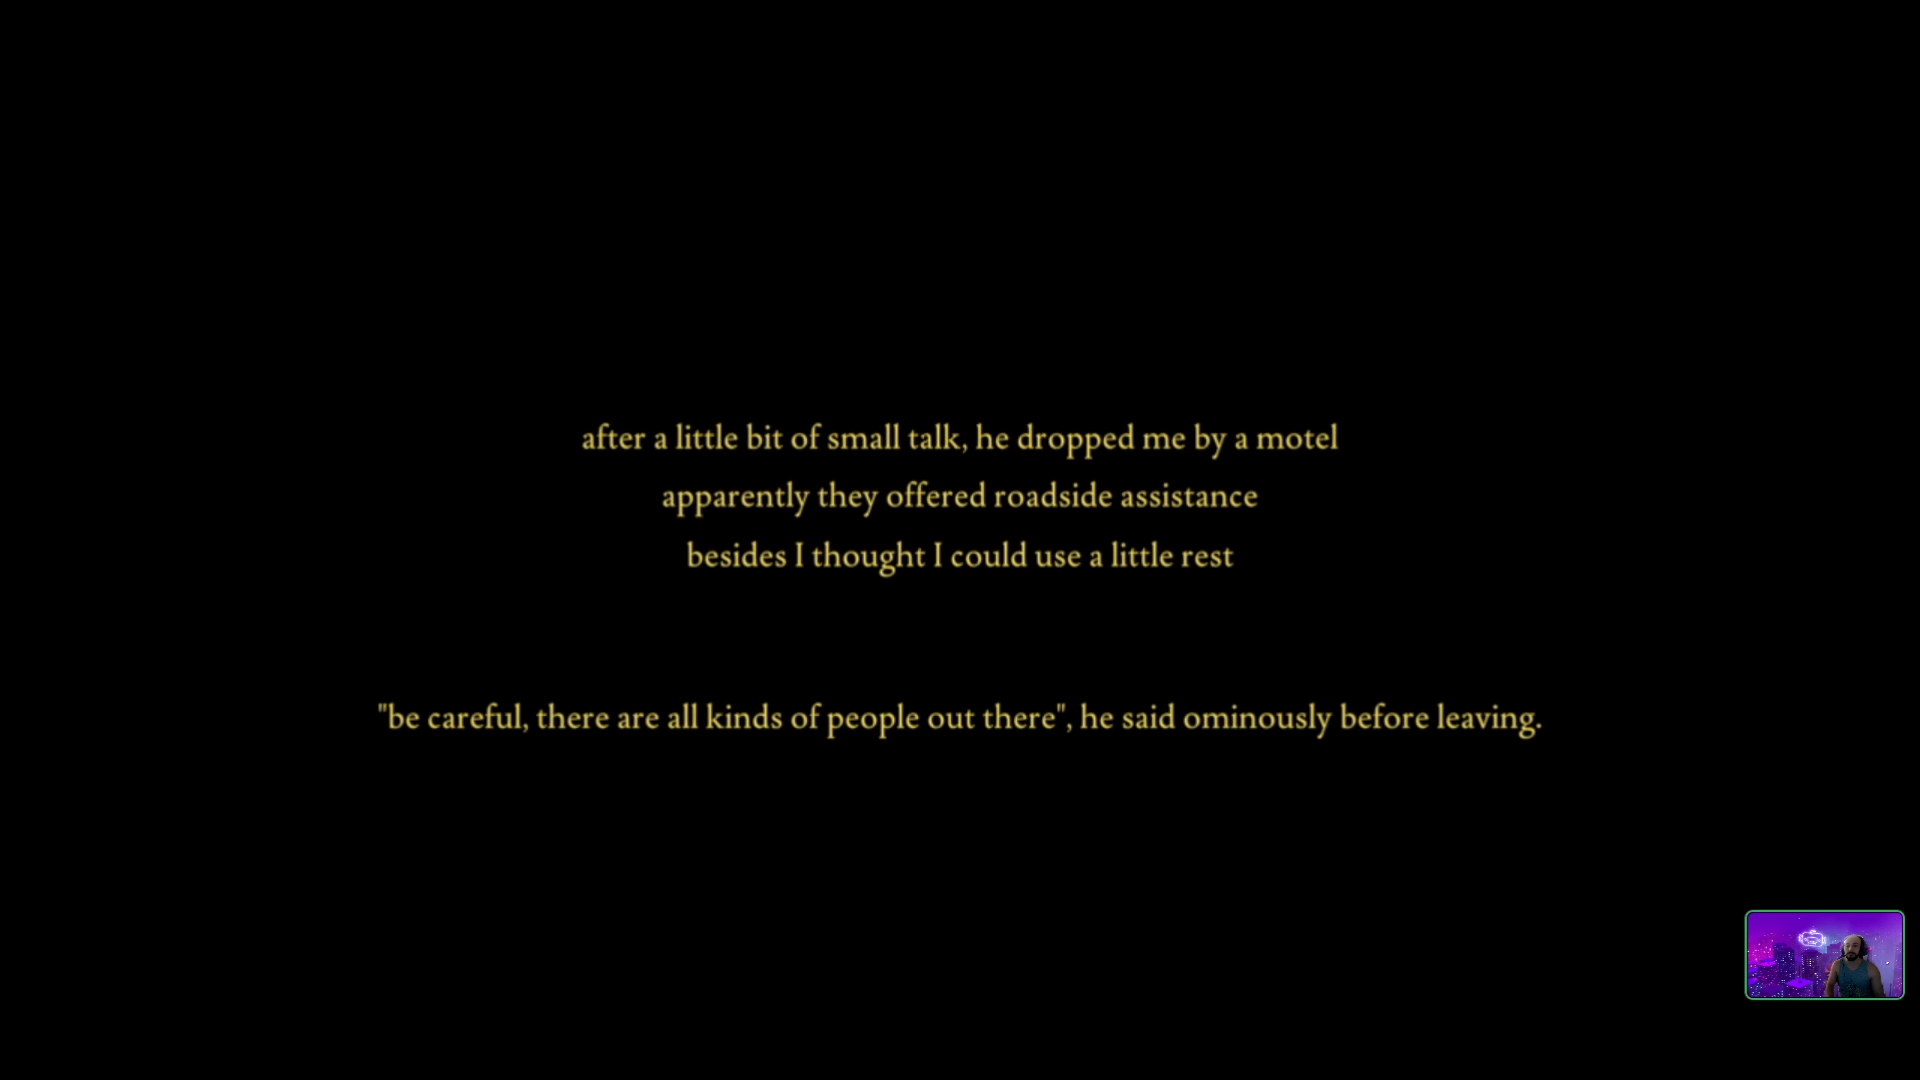 after a little bit of small talk, he dropped me by a motel
apparently they offered roadside assistance
besides I thought I could use a little rest
"be careful, there are all kinds of people out there", he said ominously before leaving.